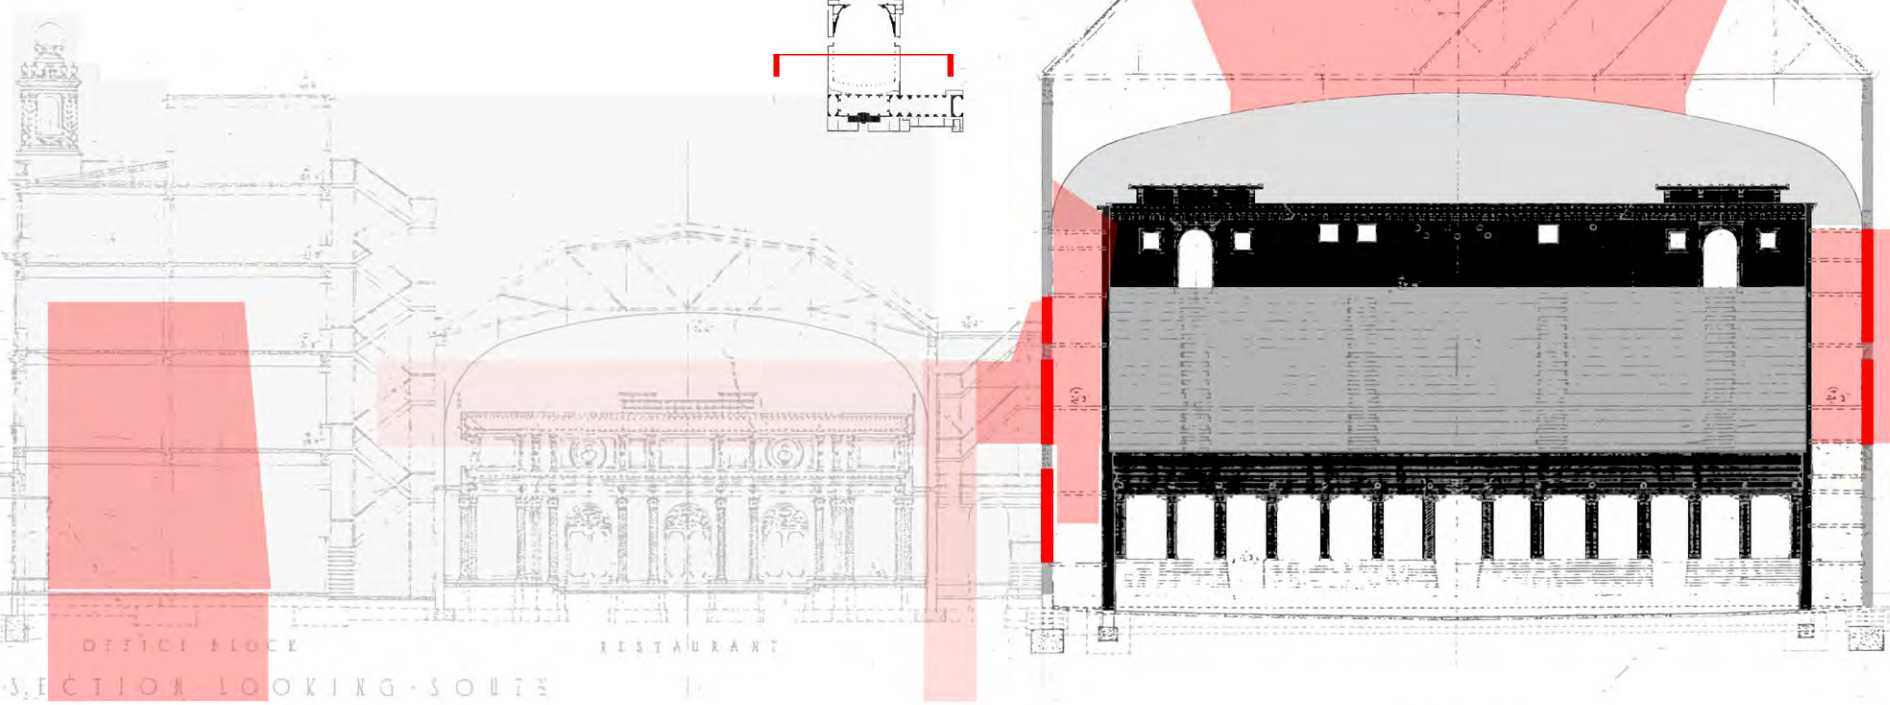 OFFICE BLOCK
RESTAURANT
SECTION · LOOKING · SOUTH